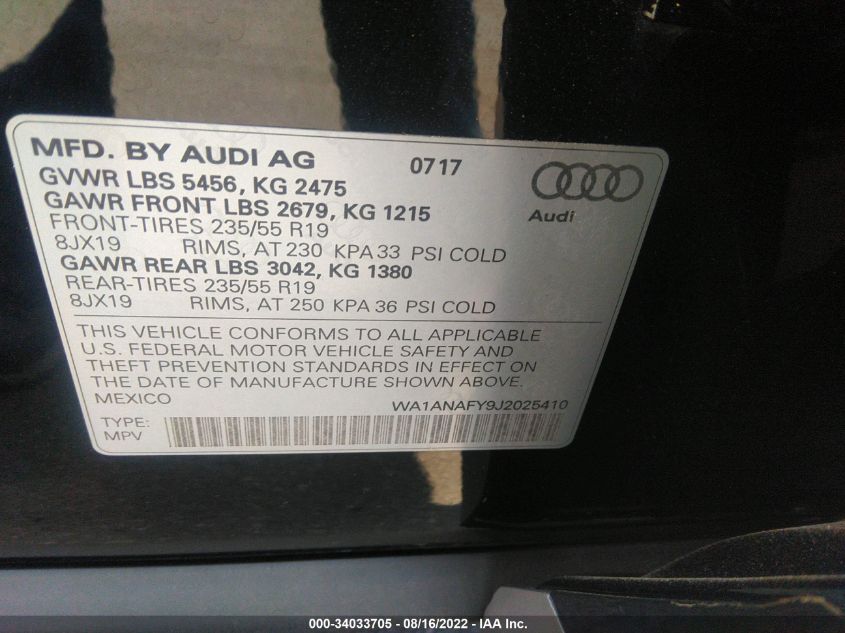 MFD. BY AUDI AG 0717
GVWR LBS 5456, KG 2475
GAWR FRONT LBS 2679, KG 1215
FRONT-TIRES 235/55 R19
8JX19 RIMS, AT 230 KPA 33 PSI COLD
GAWR REAR LBS 3042, KG 1380
REAR-TIRES 235/55 R19
8JX19 RIMS, AT 250 KPA 36 PSI COLD
Audi
THIS VEHICLE CONFORMS TO ALL APPLICABLE
U.S. FEDERAL MOTOR VEHICLE SAFETY AND
THEFT PREVENTION STANDARDS IN EFFECT ON
THE DATE OF MANUFACTURE SHOWN ABOVE.
MEXICO WA1ANAFY9J2025410
TYPE:
MPV
000-34033705 - 08/16/2022 - IAA Inc.